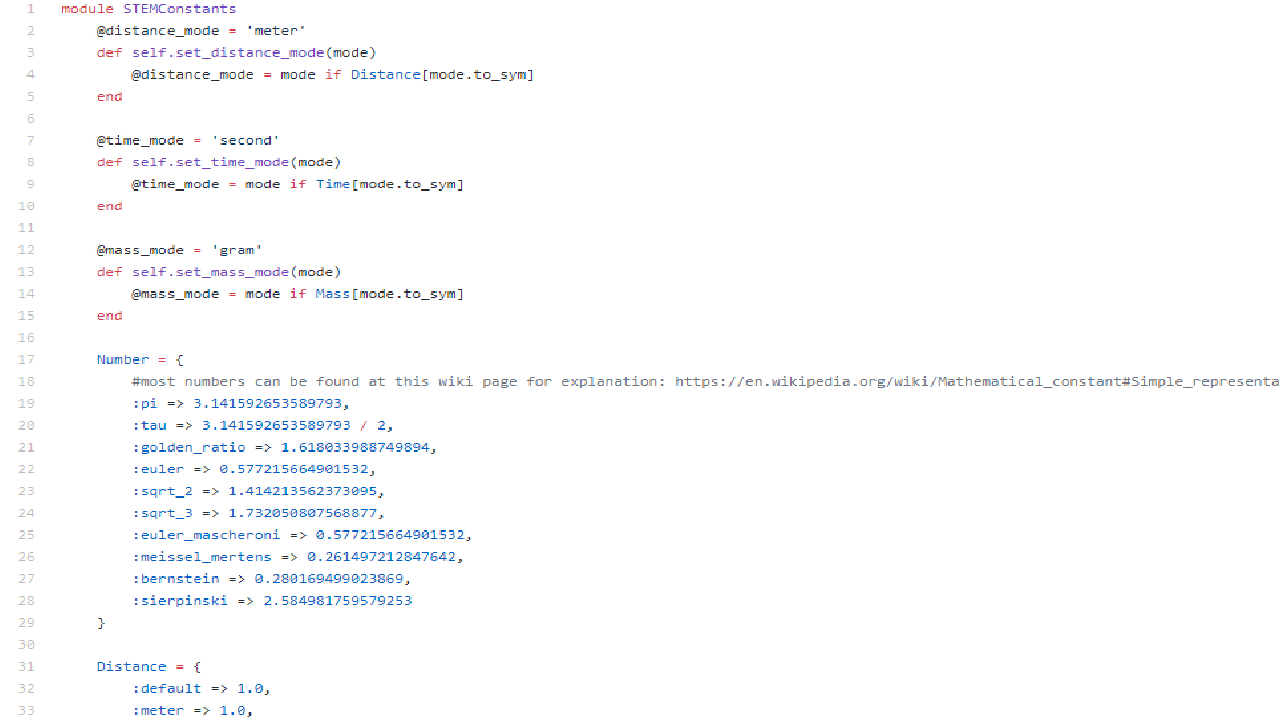 1 module STEMConstants
2 @distance_mode = 'meter'
3 def self.set_distance_mode(mode)
4 @distance_mode = mode if Distance[mode.to_sym]
5 end
6
7 @time_mode = 'second'
8 def self.set_time_mode(mode)
9 @time_mode = mode if Time[mode.to_sym]
10 end
11
12 @mass_mode = 'gram'
13 def self.set_mass_mode(mode)
14 @mass_mode = mode if Mass[mode.to_sym]
15 end
16
17 Number = {
18 #most numbers can be found at this wiki page for explanation: https://en.wikipedia.org/wiki/Mathematical_constant#Simple_representa
19 :pi => 3.141592653589793,
20 :tau => 3.141592653589793 / 2,
21 :golden_ratio => 1.618033988749894,
22 :euler => 0.577215664901532,
23 :sqrt_2 => 1.414213562373095,
24 :sqrt_3 => 1.732050807568877,
25 :euler_mascheroni => 0.577215664901532,
26 :meissel_mertens => 0.261497212847642,
27 :bernstein => 0.280169499023869,
28 :sierpinski => 2.584981759579253
29 }
30
31 Distance = {
32 :default => 1.0,
33 :meter => 1.0,